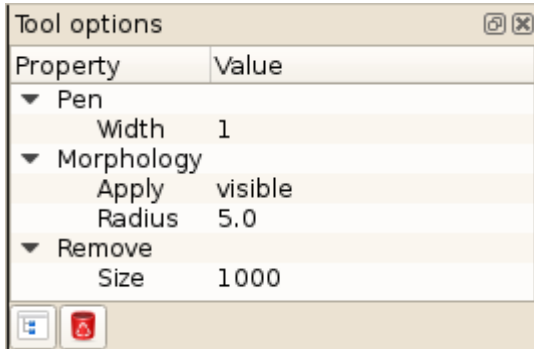 Tool options
Property Value
Pen
Width 1
Morphology
Apply visible
Radius 5.0
Remove
Size 1000